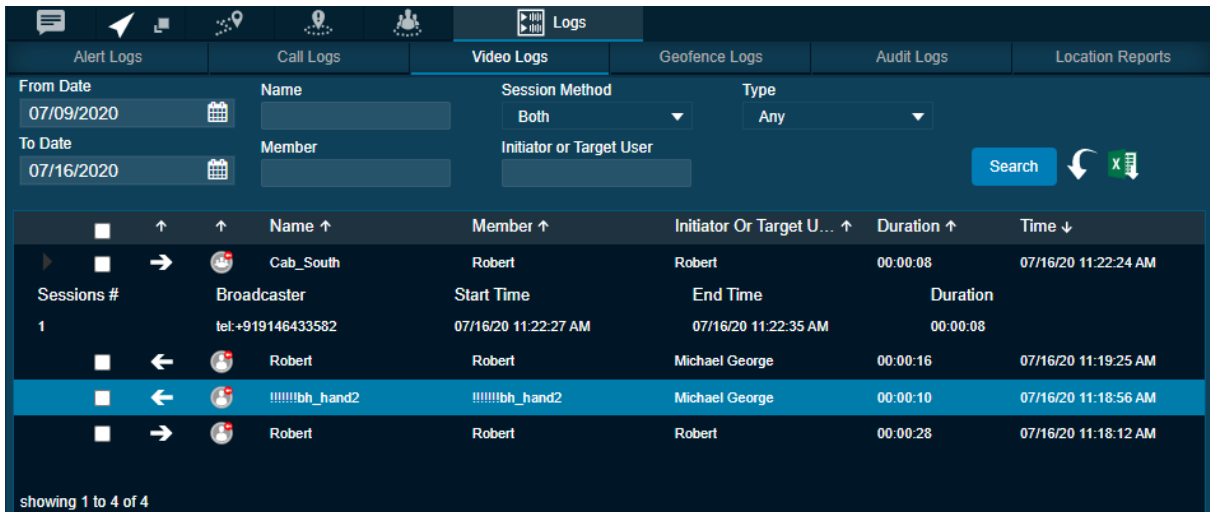 Logs
Alert Logs Call Logs Video Logs Geofence Logs Audit Logs Location Reports
From Date Name Session Method Type
07/09/2020 Both Any
To Date Member Initiator or Target User
07/16/2020 Search
Name ↑ Member ↑ Initiator Or Target U... ↑ Duration ↑ Time ↓
Cab_South Robert Robert 00:00:08 07/16/20 11:22:24 AM
Sessions # Broadcaster Start Time End Time Duration
1 tel:+919146433582 07/16/20 11:22:27 AM 07/16/20 11:22:35 AM 00:00:08
Robert Robert Michael George 00:00:16 07/16/20 11:19:25 AM
!!!!!!!bh_hand2 !!!!!!!bh_hand2 Michael George 00:00:10 07/16/20 11:18:56 AM
Robert Robert Robert 00:00:28 07/16/20 11:18:12 AM
showing 1 to 4 of 4